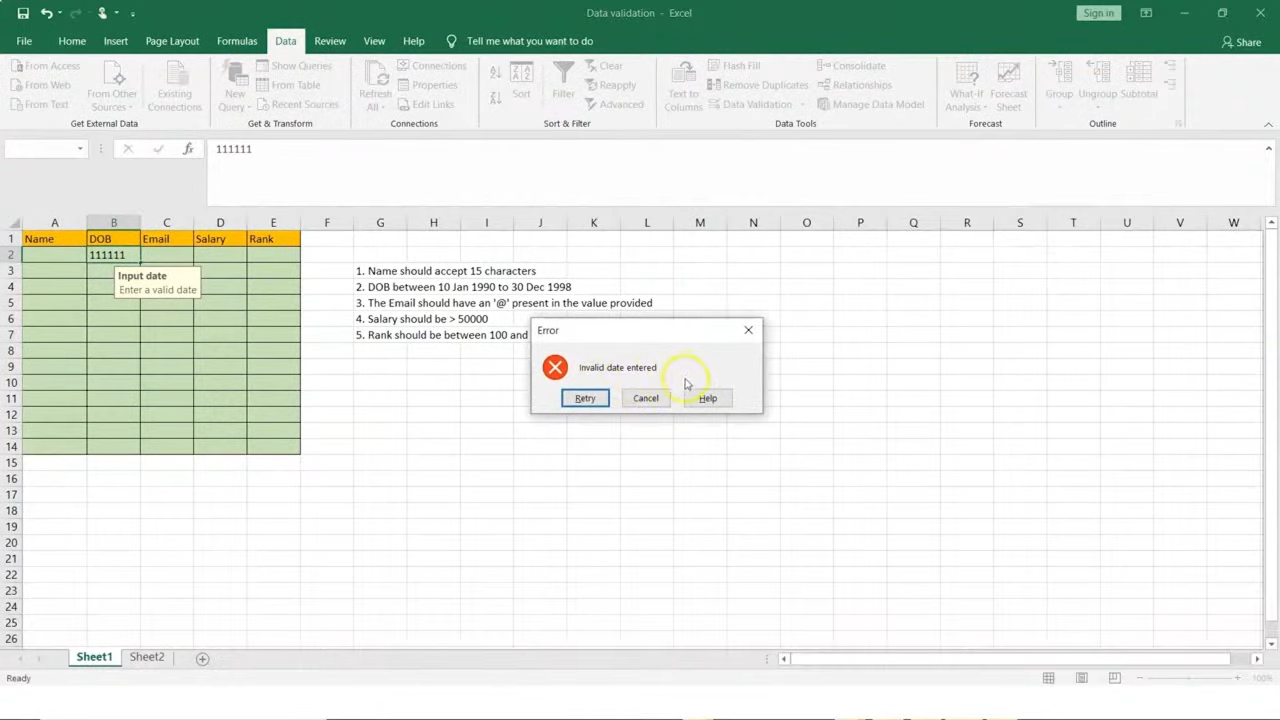 Data validation - Excel
Sign in
File Home Insert Page Layout Formulas Data Review View Help Tell me what you want to do
Share
From Access
From Web
From Text
From Other Sources
Existing Connections
Get External Data
New Query
Show Queries
From Table
Recent Sources
Get & Transform
Refresh All
Connections
Properties
Edit Links
Connections
Sort
Filter
Clear
Reapply
Advanced
Sort & Filter
Text to Columns
Flash Fill
Remove Duplicates
Data Validation
Consolidate
Relationships
Manage Data Model
Data Tools
What-If Analysis
Forecast Sheet
Forecast
Group
Ungroup
Subtotal
Outline
fx
111111
A B C D E F G H I J K L M N O P Q R S T U V W
1 Name DOB Email Salary Rank
2 111111
3 1. Name should accept 15 characters
4 2. DOB between 10 Jan 1990 to 30 Dec 1998
5 3. The Email should have an '@' present in the value provided
6 4. Salary should be > 50000
7 5. Rank should be between 100 and
Input date
Enter a valid date
Error
Invalid date entered
Retry Cancel Help
8
9
10
11
12
13
14
15
16
17
18
19
20
21
22
23
24
25
26
Sheet1 Sheet2
Ready
100%